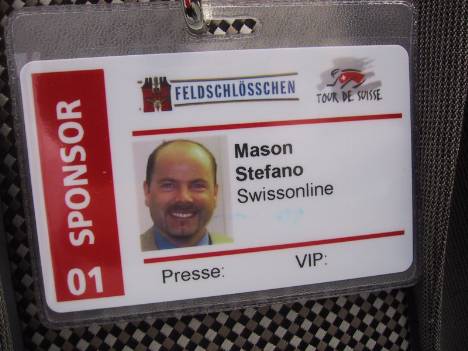 SPONSOR 01
FELDSCHLÖSSCHEN
TOUR DE SUISSE
Mason
Stefano
Swissonline
Presse:
VIP: